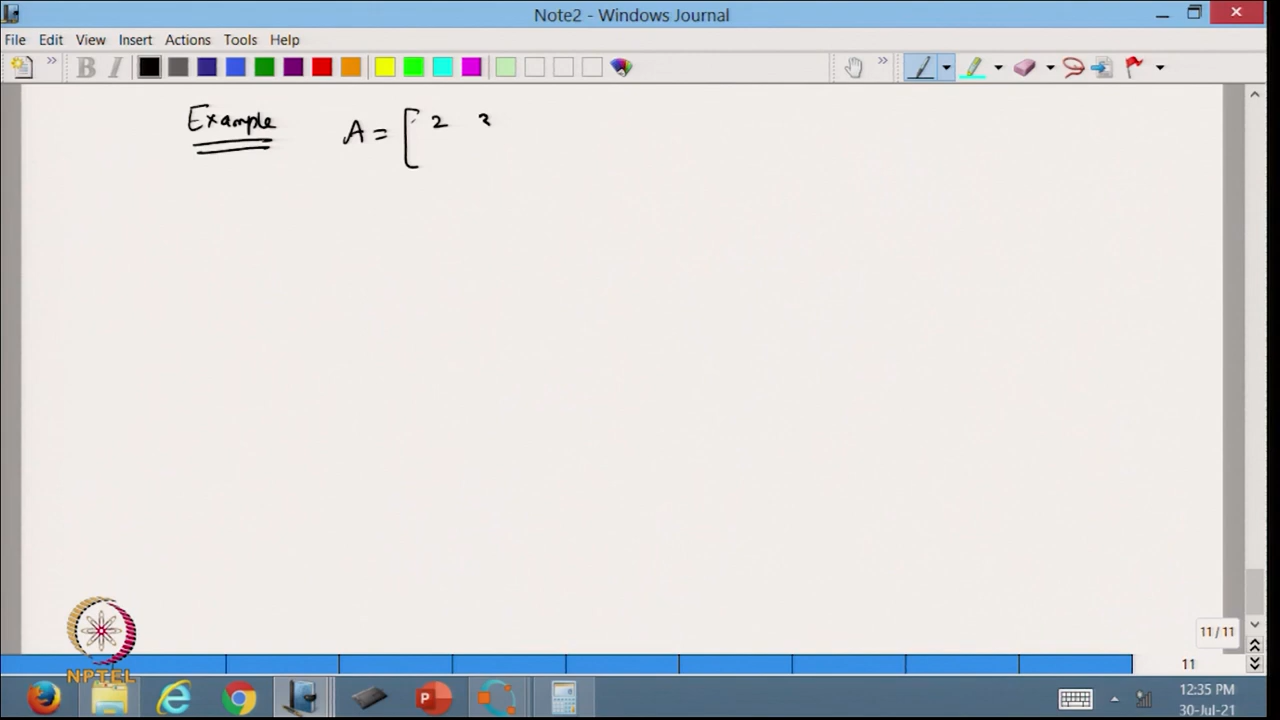 Note2 - Windows Journal
File Edit View Insert Actions Tools Help
B I
Example A = [ 2 3
11 / 11
11
NPTEL
12:35 PM
30-Jul-21